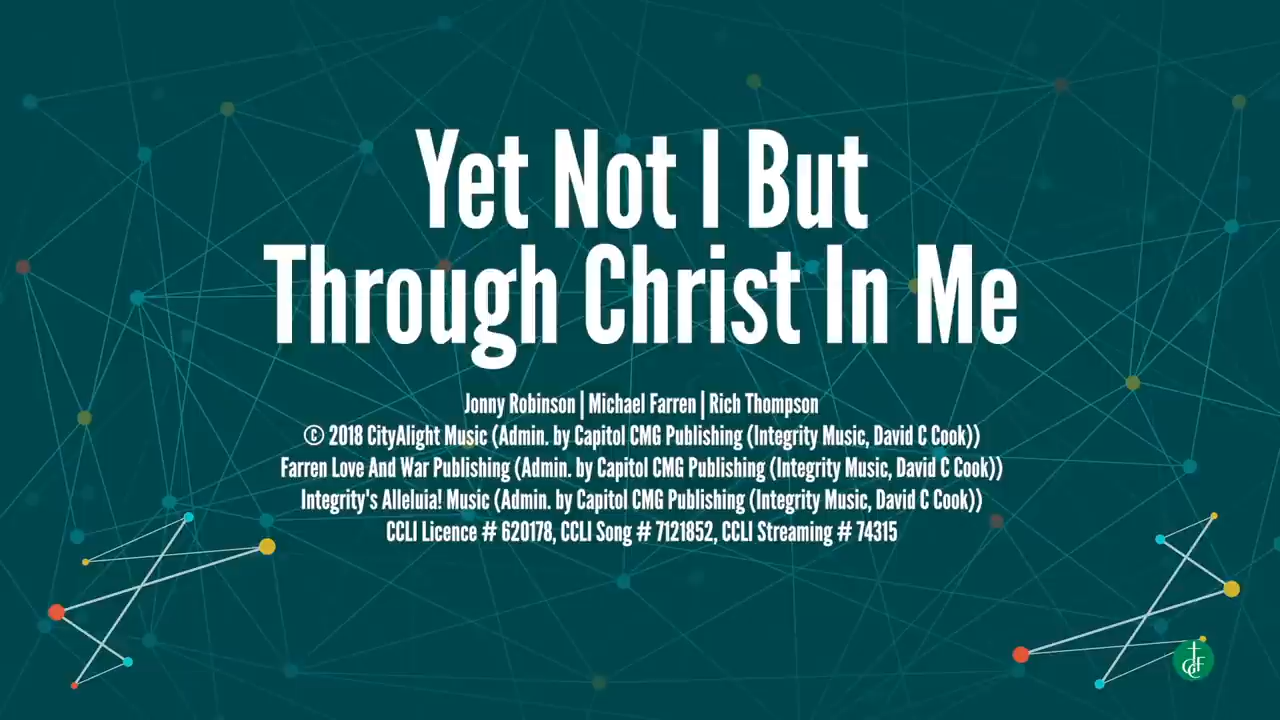 Yet Not I But
Through Christ In Me
Jonny Robinson | Michael Farren | Rich Thompson
© 2018 CityAlight Music (Admin. by Capitol CMG Publishing (Integrity Music, David C Cook))
Farren Love And War Publishing (Admin. by Capitol CMG Publishing (Integrity Music, David C Cook))
Integrity's Alleluia! Music (Admin. by Capitol CMG Publishing (Integrity Music, David C Cook))
CCLI Licence # 620178, CCLI Song # 7121852, CCLI Streaming # 74315